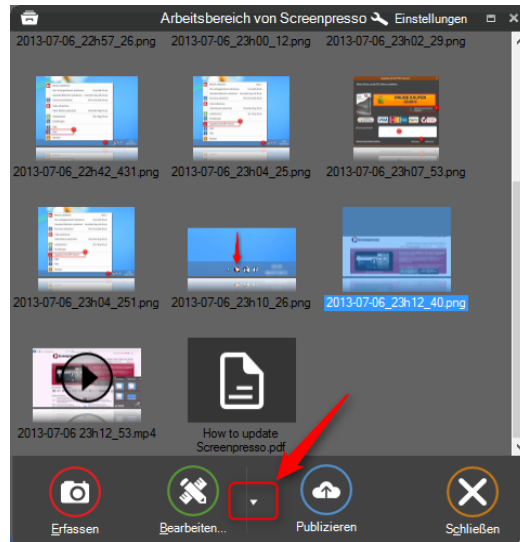 Arbeitsbereich von Screenpresso Einstellungen
2013-07-06_22h57_26.png 2013-07-06_23h00_12.png 2013-07-06_23h02_29.png
2013-07-06_22h42_431.png 2013-07-06_23h04_25.png 2013-07-06_23h07_53.png
2013-07-06_23h04_251.png 2013-07-06_23h10_26.png 2013-07-06_23h12_40.png
2013-07-06 23h12_53.mp4 How to update
Screenpresso.pdf
Erfassen Bearbeiten... Publizieren Schließen